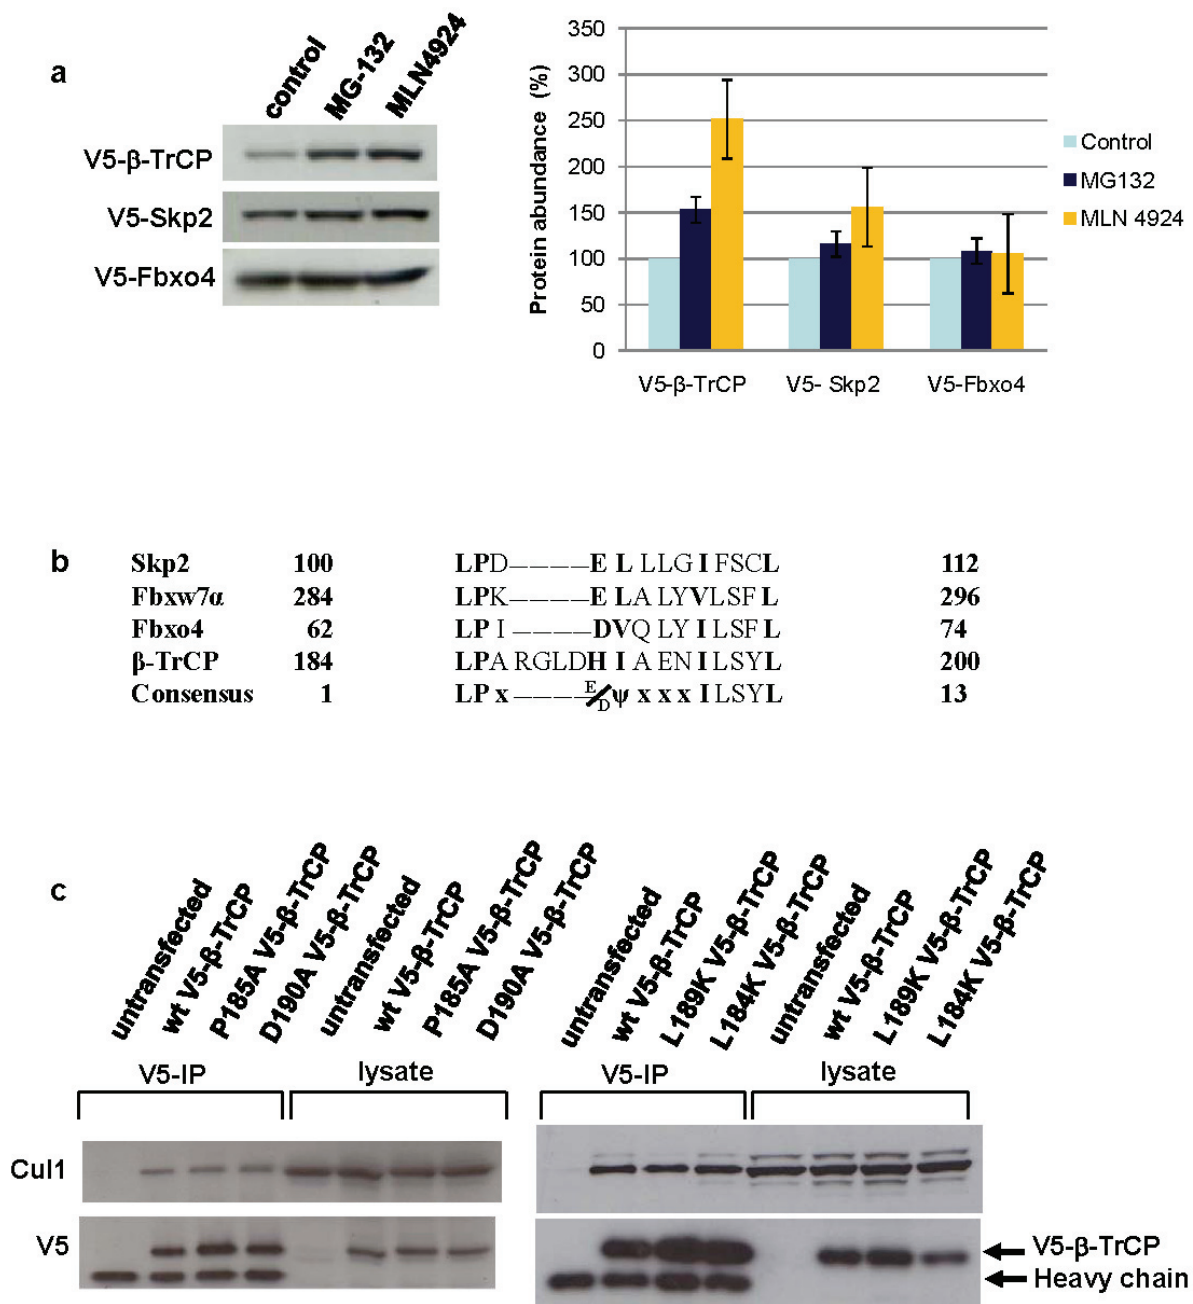 a
control
MG-132
MLN4924
V5-β-TrCP
V5-Skp2
V5-Fbxo4
Protein abundance (%)
350
300
250
200
150
100
50
0
V5-β-TrCP
V5- Skp2
V5-Fbxo4
Control
MG132
MLN 4924
b
Skp2 100 LPD----E L LLG I FSCL 112
Fbxw7α 284 LPK----E LA LYVLSF L 296
Fbxo4 62 LP I ----DVQ LY I LSF L 74
β-TrCP 184 LPA RGLDH I A EN I LSYL 200
Consensus 1 LP x----E/D ψ x x x I LSYL 13
c
untransfected
wt V5-β-TrCP
P185A V5-β-TrCP
D190A V5-β-TrCP
untransfected
wt V5-β-TrCP
P185A V5-β-TrCP
D190A V5-β-TrCP
untransfected
wt V5-β-TrCP
L189K V5-β-TrCP
L184K V5-β-TrCP
untransfected
wt V5-β-TrCP
L189K V5-β-TrCP
L184K V5-β-TrCP
V5-IP
lysate
V5-IP
lysate
Cul1
V5
V5-β-TrCP
Heavy chain